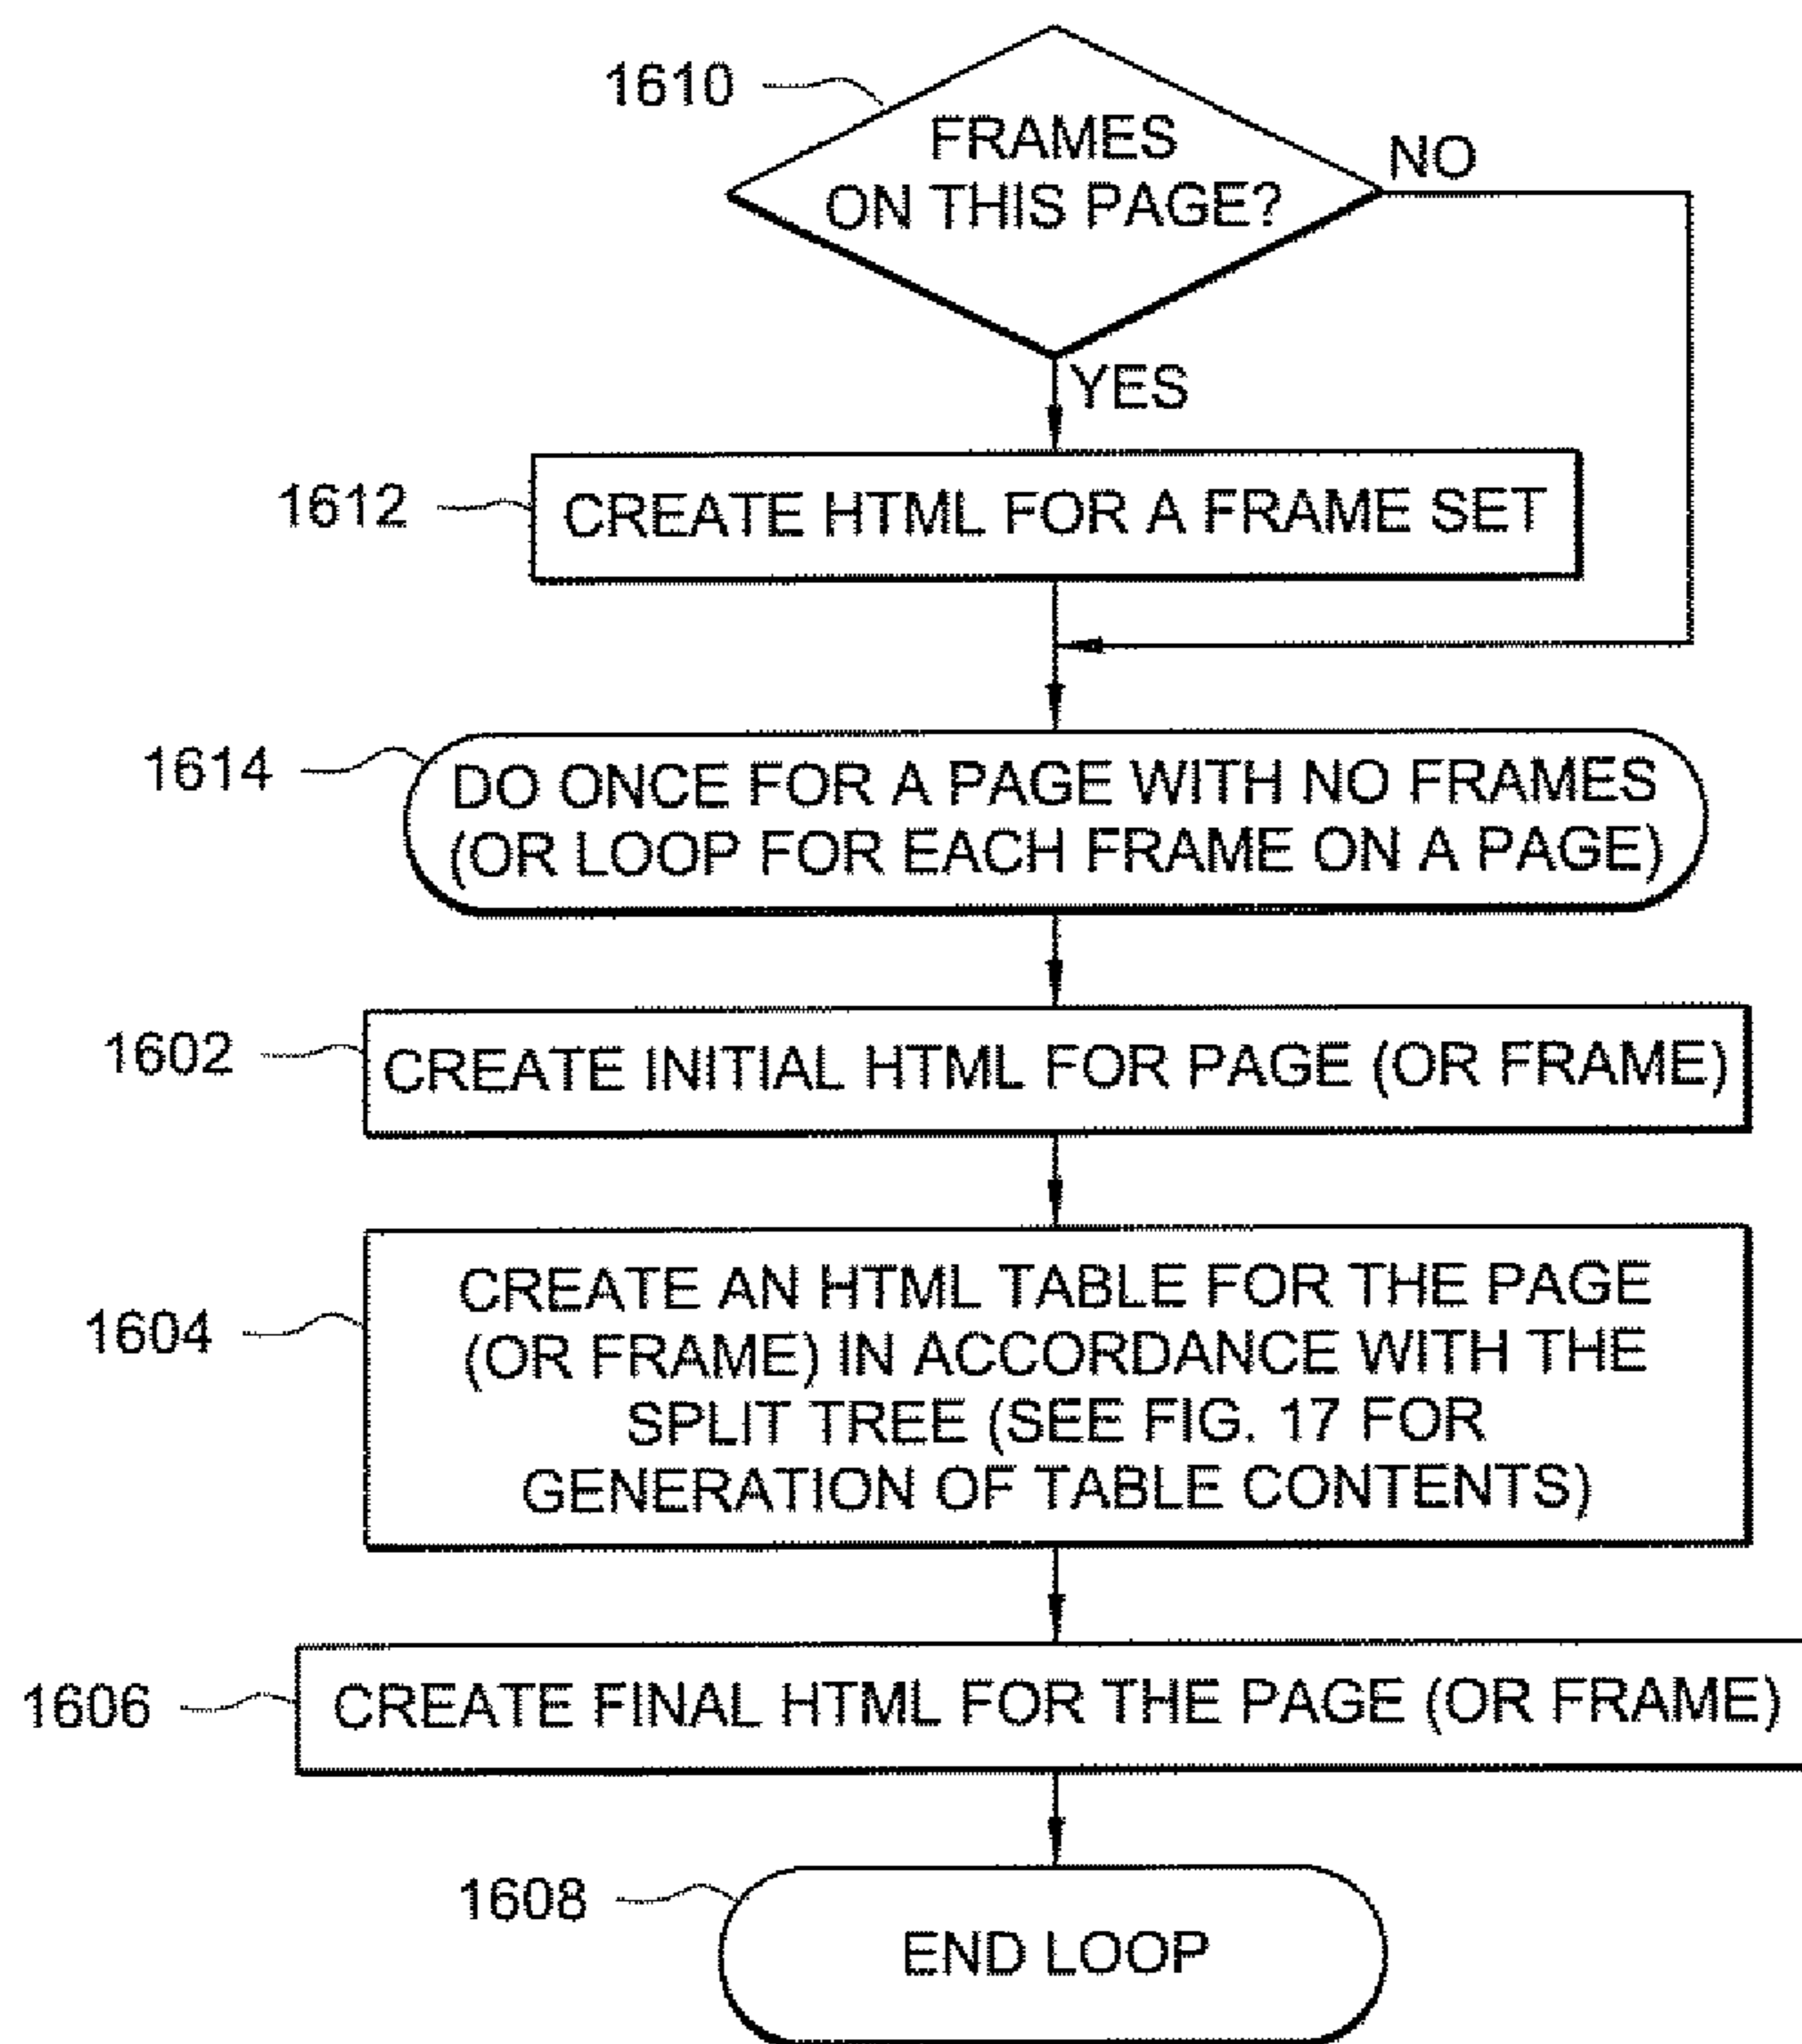 1610
FRAMES
ON THIS PAGE?
NO
YES
1612
CREATE HTML FOR A FRAME SET
1614
DO ONCE FOR A PAGE WITH NO FRAMES
(OR LOOP FOR EACH FRAME ON A PAGE)
1602
CREATE INITIAL HTML FOR PAGE (OR FRAME)
1604
CREATE AN HTML TABLE FOR THE PAGE
(OR FRAME) IN ACCORDANCE WITH THE
SPLIT TREE (SEE FIG. 17 FOR
GENERATION OF TABLE CONTENTS)
1606
CREATE FINAL HTML FOR THE PAGE (OR FRAME)
1608
END LOOP